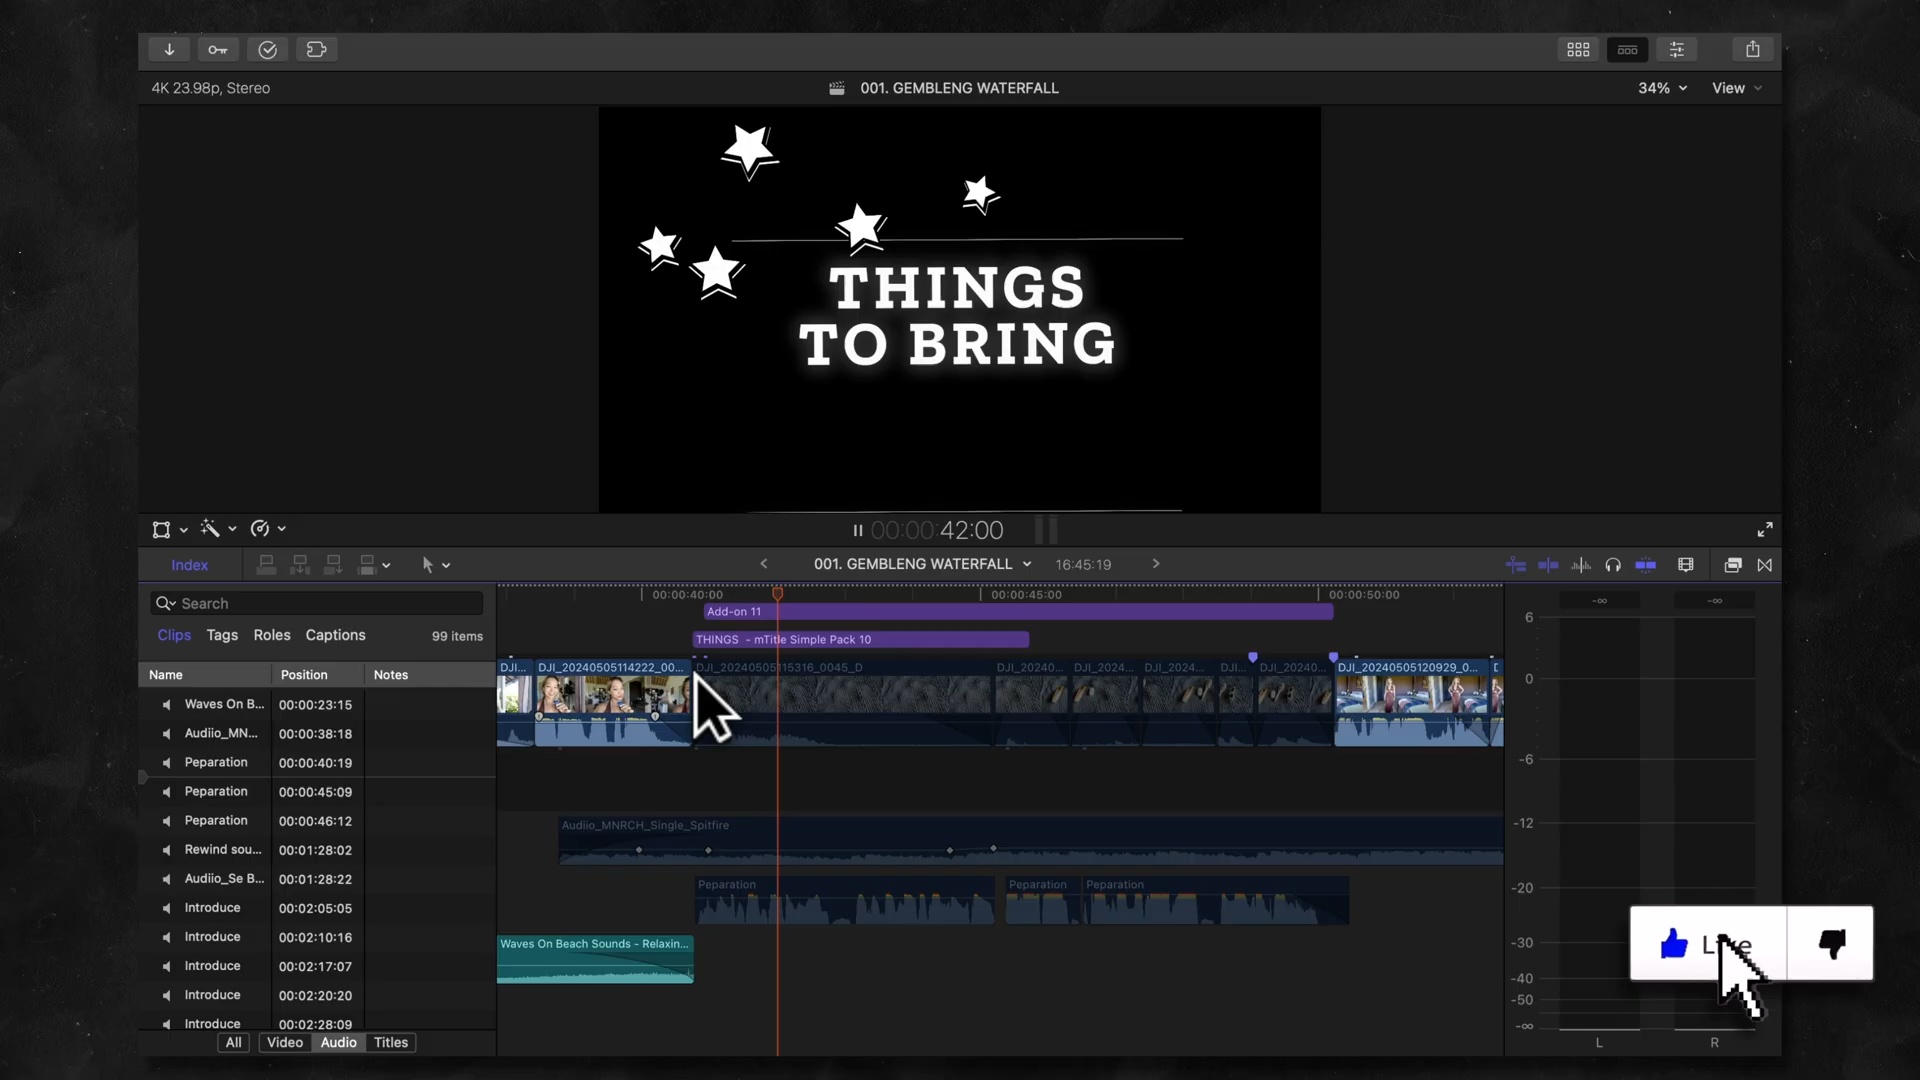 4K 23.98p, Stereo
001. GEMBLENG WATERFALL
34%
View
THINGS
TO BRING
00:00:00:42:00
Index
001. GEMBLENG WATERFALL
16:45:19
Search
Clips
Tags
Roles
Captions
99 items
Name
Position
Notes
Waves On B...
00:00:23:15
Audiio_MN...
00:00:38:18
Peparation
00:00:40:19
Peparation
00:00:45:09
Peparation
00:00:46:12
Rewind sou...
00:01:28:02
Audiio_Se B...
00:01:28:22
Introduce
00:02:05:05
Introduce
00:02:10:16
Introduce
00:02:17:07
Introduce
00:02:20:20
Introduce
00:02:28:09
All
Video
Audio
Titles
00:00:40:00
00:00:45:00
00:00:50:00
Add-on 11
THINGS - mTitle Simple Pack 10
DJI...
DJI_20240505114222_00...
DJI_20240505115316_0045_D
DJI_20240...
DJI_2024...
DJI_2024...
DJI...
DJI_20240...
DJI_20240505120929_0...
Audiio_MNRCH_Single_Spitfire
Peparation
Peparation
Peparation
Waves On Beach Sounds - Relaxin...
-∞
-∞
6
0
-6
-12
-20
-30
-40
-50
-∞
L
R